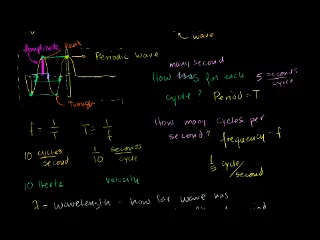 wave
Amplitude
Peak
Periodic wave
Trough
many second
How long for each
cycle? Period = T
5 seconds
cycle
How many cycles per
second? frequency = f
f = 1/T T = 1/f
10 cycles
second
1 seconds
10 cycle
1 cycle/
5 second
10 Hertz velocity
λ = wavelength = how far wave has